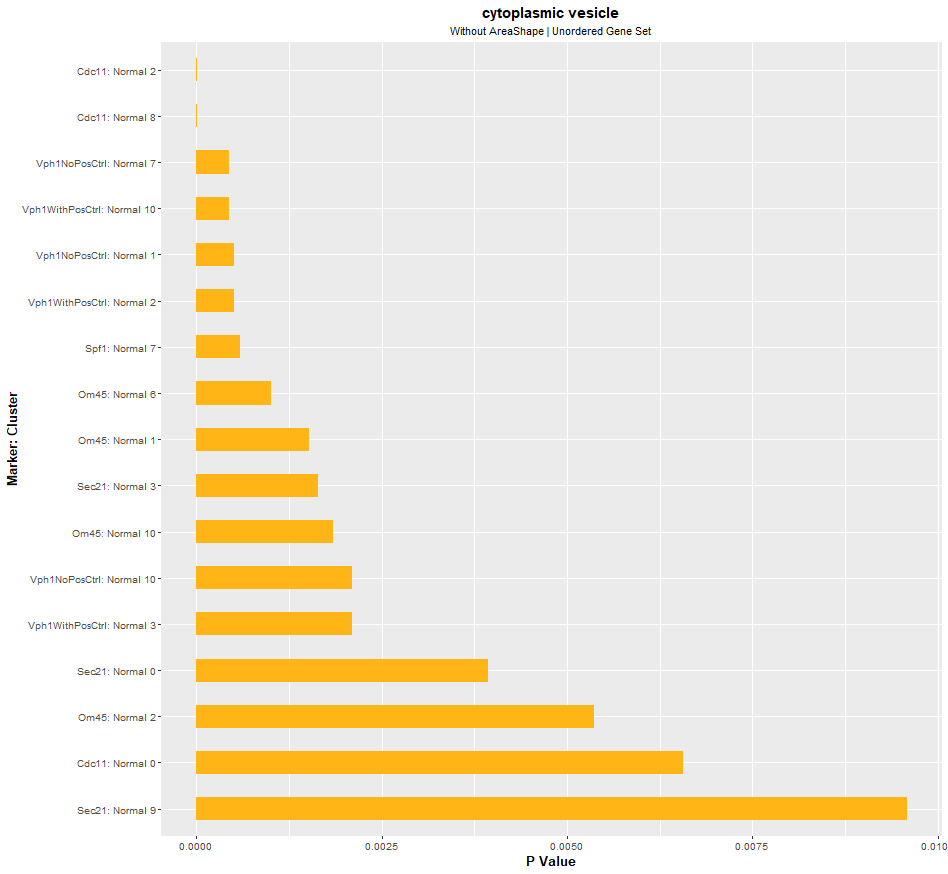 cytoplasmic vesicle
Without AreaShape | Unordered Gene Set
Marker: Cluster
Cdc11: Normal 2
Cdc11: Normal 8
Vph1NoPosCtrl: Normal 7
Vph1WithPosCtrl: Normal 10
Vph1NoPosCtrl: Normal 1
Vph1WithPosCtrl: Normal 2
Spf1: Normal 7
Om45: Normal 6
Om45: Normal 1
Sec21: Normal 3
Om45: Normal 10
Vph1NoPosCtrl: Normal 10
Vph1WithPosCtrl: Normal 3
Sec21: Normal 0
Om45: Normal 2
Cdc11: Normal 0
Sec21: Normal 9
0.0000 0.0025 0.0050 0.0075 0.010
P Value